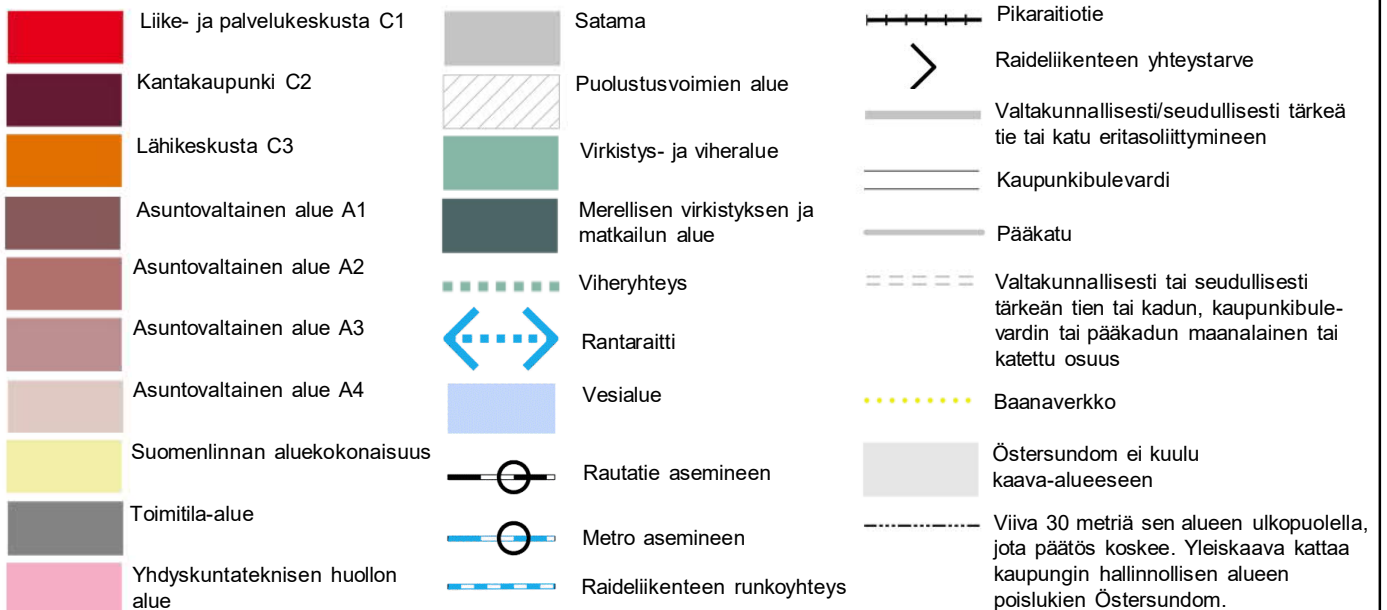 Liike- ja palvelukeskusta C1
Kantakaupunki C2
Lähikeskusta C3
Asuntovaltainen alue A1
Asuntovaltainen alue A2
Asuntovaltainen alue A3
Asuntovaltainen alue A4
Suomenlinnan aluekokonaisuus
Toimitila-alue
Yhdyskuntateknisen huollon
alue
Satama
Puolustusvoimien alue
Virkistys- ja viheralue
Merellisen virkistyksen ja
matkailun alue
Viheryhteys
Rantaraitti
Vesialue
Rautatie asemineen
Metro asemineen
Raideliikenteen runkoyhteys
Pikaraitiotie
Raideliikenteen yhteystarve
Valtakunnallisesti/seudullisesti tärkeä
tie tai katu eritasoliittymineen
Kaupunkibulevardi
Pääkatu
Valtakunnallisesti tai seudullisesti
tärkeän tien tai kadun, kaupunkibule-
vardin tai pääkadun maanalainen tai
katettu osuus
Baanaverkko
Östersundom ei kuulu
kaava-alueeseen
Viiva 30 metriä sen alueen ulkopuolella,
jota päätös koskee. Yleiskaava kattaa
kaupungin hallinnollisen alueen
poislukien Östersundom.